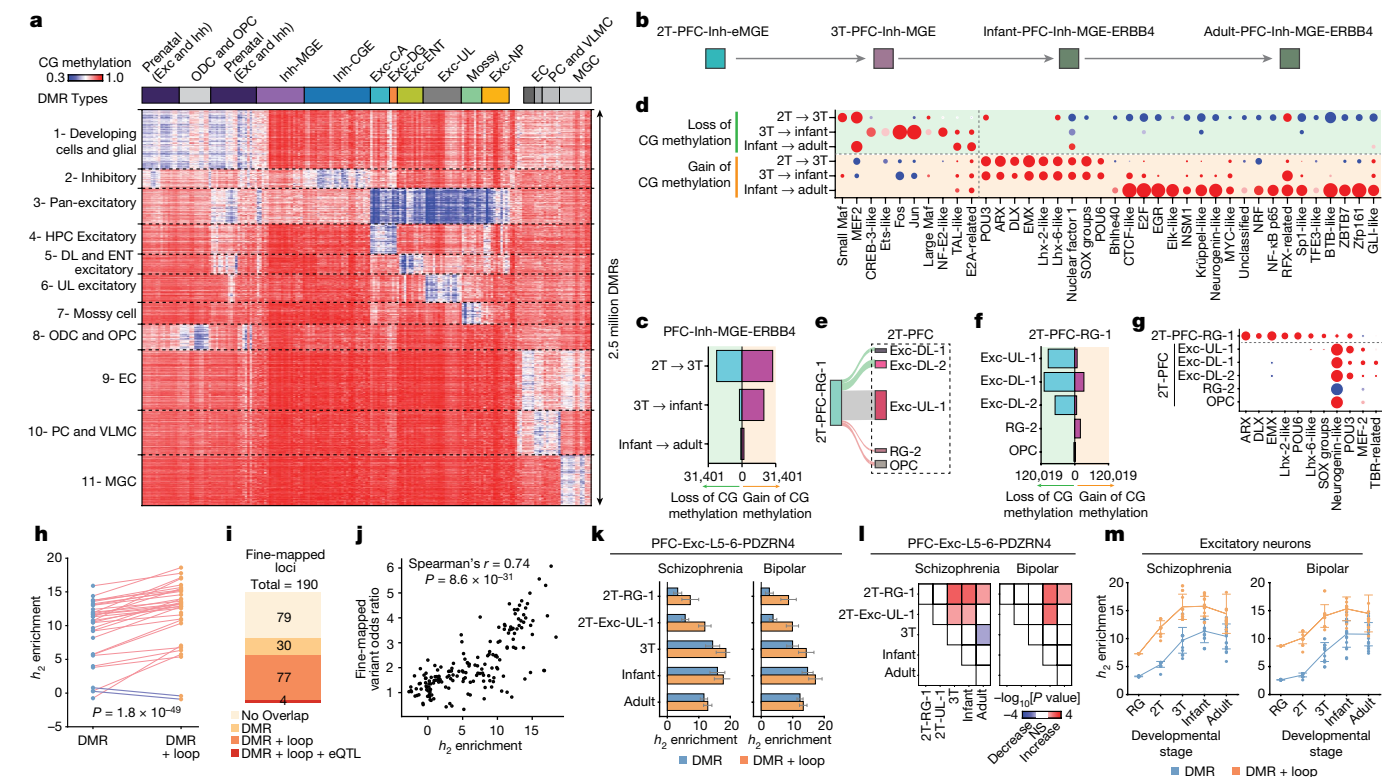 a
CG methylation
0.3 1.0
DMR Types
Prenatal (Exc and Inh)
ODC and OPC
Prenatal (Exc and Inh)
Inh-MGE
Inh-CGE
Exc-CA
Exc-DG
Exc-ENT
Exc-UL
Mossy
Exc-NP
EC
PC and VLMC
MGC
1- Developing
cells and glial
2- Inhibitory
3- Pan-excitatory
4- HPC Excitatory
5- DL and ENT
excitatory
6- UL excitatory
7- Mossy cell
8- ODC and OPC
9- EC
10- PC and VLMC
11- MGC
2.5 million DMRs
b
2T-PFC-Inh-eMGE
3T-PFC-Inh-MGE
Infant-PFC-Inh-MGE-ERBB4
Adult-PFC-Inh-MGE-ERBB4
d
Loss of
CG methylation
Gain of
CG methylation
2T → 3T
3T → infant
Infant → adult
2T → 3T
3T → infant
Infant → adult
Small Maf
MEF2
CREB-3-like
Ets-like
Fos
Jun
Large Maf
NF-E2-like
TAL-like
E2A-related
POU3
ARX
DLX
EMX
Lhx-2-like
Lhx-6-like
Nuclear factor 1
SOX groups
POU6
Bhlhe40
CTCF-like
E2F
EGR
Elk-like
INSM1
Krüppel-like
Neurogenin-like
MYC-like
Unclassified
NRF
NF-κB p65
RFX-related
Sp1-like
TFE3-like
BTB-like
ZBTB7
Zfp161
GLI-like
c
PFC-Inh-MGE-ERBB4
2T → 3T
3T → infant
Infant → adult
31,401 0 31,401
Loss of CG
methylation
Gain of CG
methylation
e
2T-PFC
2T-PFC-RG-1
Exc-DL-1
Exc-DL-2
Exc-UL-1
RG-2
OPC
f
2T-PFC-RG-1
Exc-UL-1
Exc-DL-1
Exc-DL-2
RG-2
OPC
120,019 0 120,019
Loss of CG
methylation
Gain of CG
methylation
g
2T-PFC-RG-1
2T-PFC
Exc-UL-1
Exc-DL-1
Exc-DL-2
RG-2
OPC
ARX
DLX
EMX
Lhx-2-like
POU6
Lhx-6-like
SOX groups
Neurogenin-like
POU3
MEF-2
TBR-related
h
h2 enrichment
20
15
10
5
0
−5
P = 1.8 × 10−49
DMR
DMR
+ loop
i
Fine-mapped
loci
Total = 190
79
30
77
4
No Overlap
DMR
DMR + loop
DMR + loop + eQTL
j
Spearman's r = 0.74
P = 8.6 × 10−31
Fine-mapped
variant odds ratio
6
5
4
3
2
1
0 5 10 15
h2 enrichment
k
PFC-Exc-L5-6-PDZRN4
Schizophrenia Bipolar
2T-RG-1
2T-Exc-UL-1
3T
Infant
Adult
0 10 20 0 10 20
h2 enrichment h2 enrichment
DMR DMR + loop
l
PFC-Exc-L5-6-PDZRN4
Schizophrenia Bipolar
2T-RG-1
2T-Exc-UL-1
3T
Infant
Adult
2T-RG-1
2T-UL-1
3T
Infant
Adult
−log10[P value]
−4 4
Decrease
NS
Increase
m
Excitatory neurons
Schizophrenia Bipolar
h2 enrichment
20
15
10
5
0
20
15
10
5
0
RG
2T
3T
Infant
Adult
RG
2T
3T
Infant
Adult
Developmental
stage
Developmental
stage
DMR DMR + loop